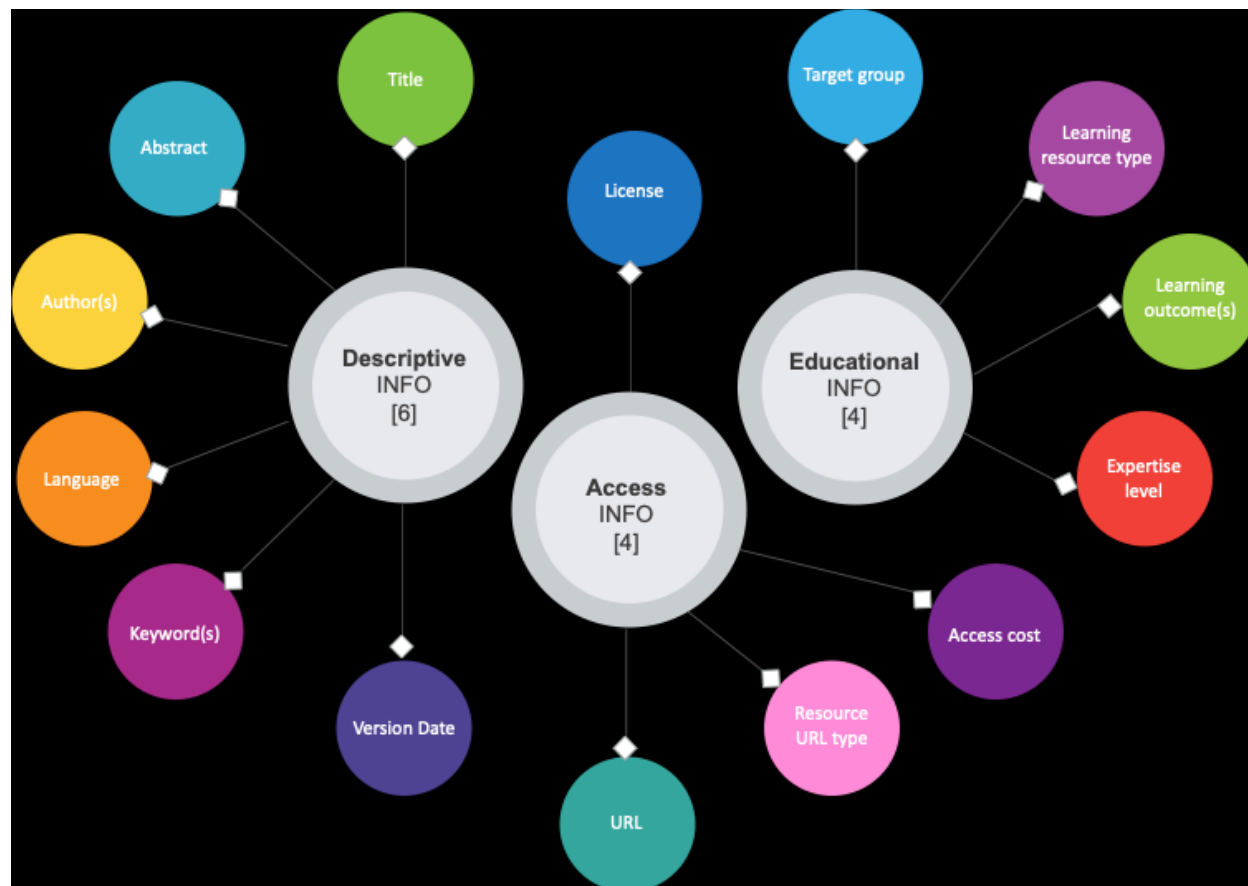 Title
Abstract
Author(s)
Language
Keyword(s)
Version Date
Descriptive
INFO
[6]
License
Access
INFO
[4]
URL
Resource
URL type
Access cost
Target group
Learning
resource type
Learning
outcome(s)
Expertise
level
Educational
INFO
[4]